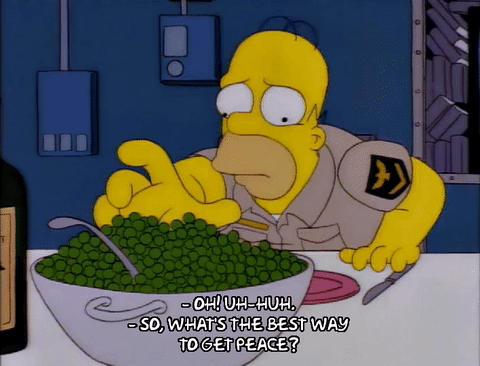 - OH! UH-HUH.
- SO, WHAT'S THE BEST WAY
TO GET PEACE?